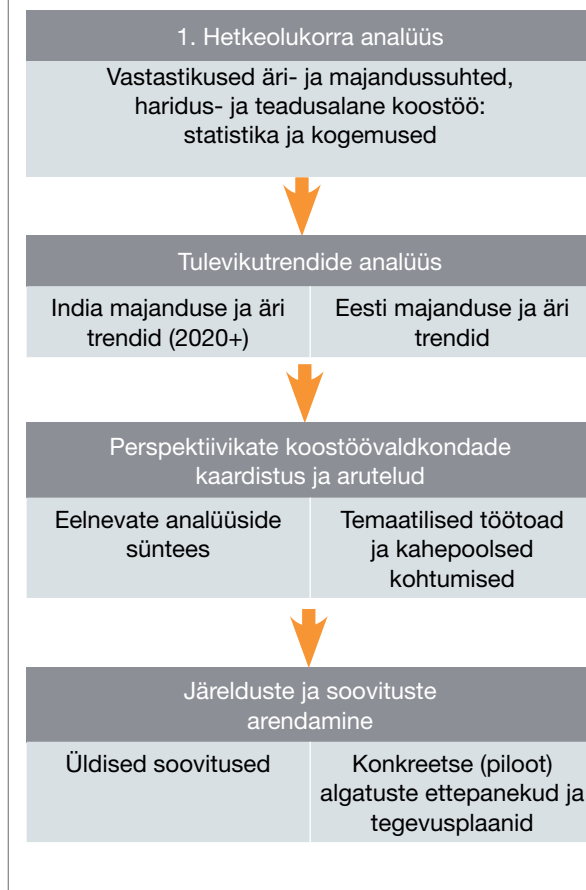 1. Hetkeolukorra analüüs
Vastastikused äri- ja majandussuhted,
haridus- ja teadusalane koostöö:
statistika ja kogemused
Tulevikutrendide analüüs
India majanduse ja äri
trendid (2020+)
Eesti majanduse ja äri
trendid
Perspektiivikate koostöövaldkondade
kaardistus ja arutelud
Eelnevate analüüside
süntees
Temaatilised töötoad
ja kahepoolsed
kohtumised
Järelduste ja soovituste
arendamine
Üldised soovitused
Konkreetse (piloot)
algatuste ettepanekud ja
tegevusplaanid